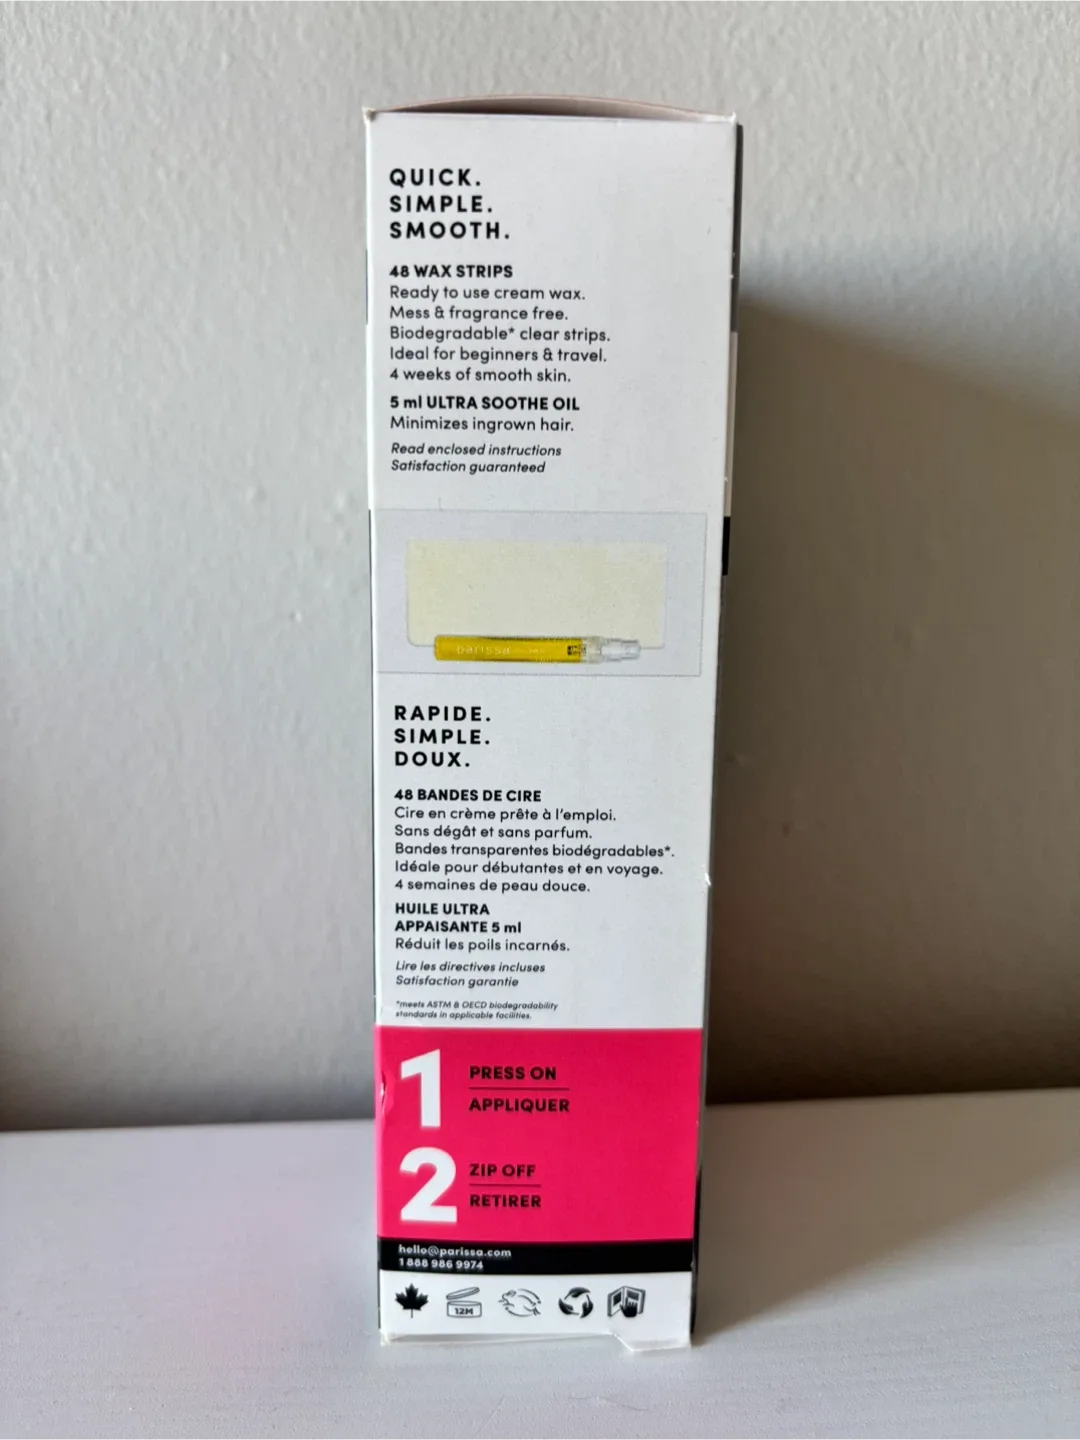 QUICK.
SIMPLE.
SMOOTH.
48 WAX STRIPS
Ready to use cream wax.
Mess & fragrance free.
Biodegradable* clear strips.
Ideal for beginners & travel.
4 weeks of smooth skin.
5 ml ULTRA SOOTHE OIL
Minimizes ingrown hair.
Read enclosed instructions
Satisfaction guaranteed
parissa
RAPIDE.
SIMPLE.
DOUX.
48 BANDES DE CIRE
Cire en crème prête à l'emploi.
Sans dégât et sans parfum.
Bandes transparentes biodégradables*.
Idéale pour débutantes et en voyage.
4 semaines de peau douce.
HUILE ULTRA
APPAISANTE 5 ml
Réduit les poils incarnés.
Lire les directives incluses
Satisfaction garantie
*meets ASTM & OECD biodegradability
standards in applicable facilities.
1 PRESS ON
APPLIQUER
2 ZIP OFF
RETIRER
hello@parissa.com
1 888 986 9974
12M